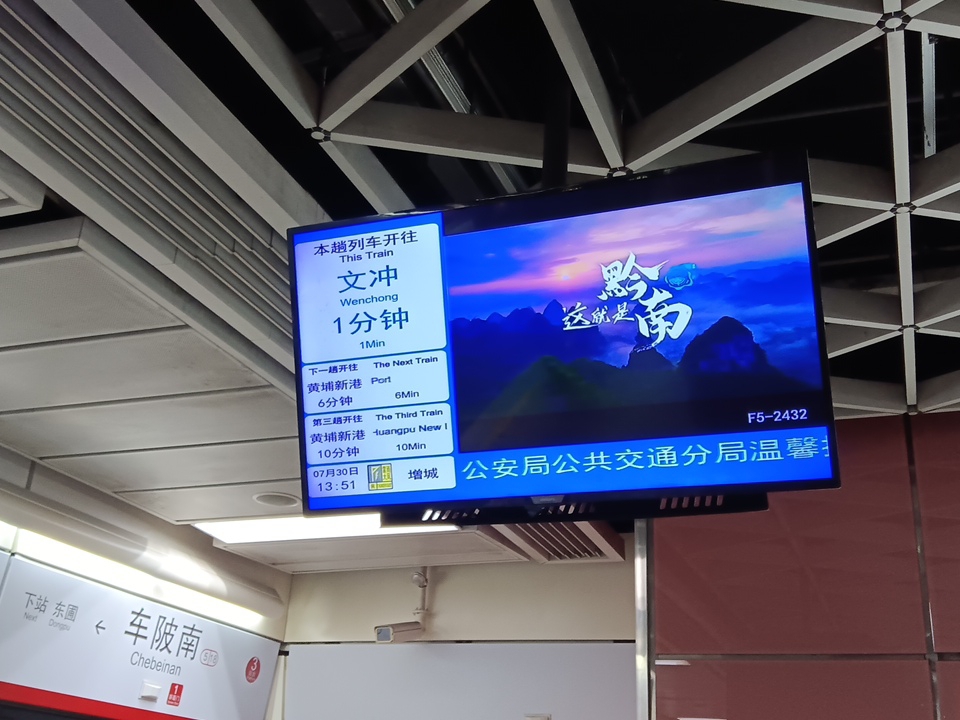 本趟列车开往
This Train
文冲
Wenchong
1分钟
1Min
下一趟开往 The Next Train
黄埔新港 Port
6分钟 6Min
第三趟开往 The Third Train
黄埔新港 Huangpu New
10分钟 10Min
07月30日
13:51
增城
这就是
黔南
F5-2432
公安局公共交通分局温馨
下站 东圃
Next Dongpu
←
车陂南
Chebeinan
3
1